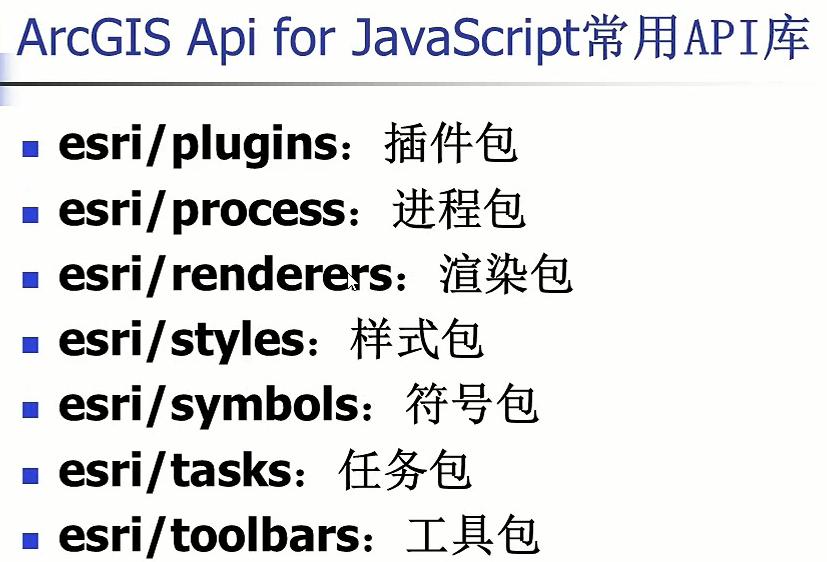 ArcGIS Api for JavaScript常用API库
esri/plugins：插件包
esri/process：进程包
esri/renderers：渲染包
esri/styles：样式包
esri/symbols：符号包
esri/tasks：任务包
esri/toolbars：工具包